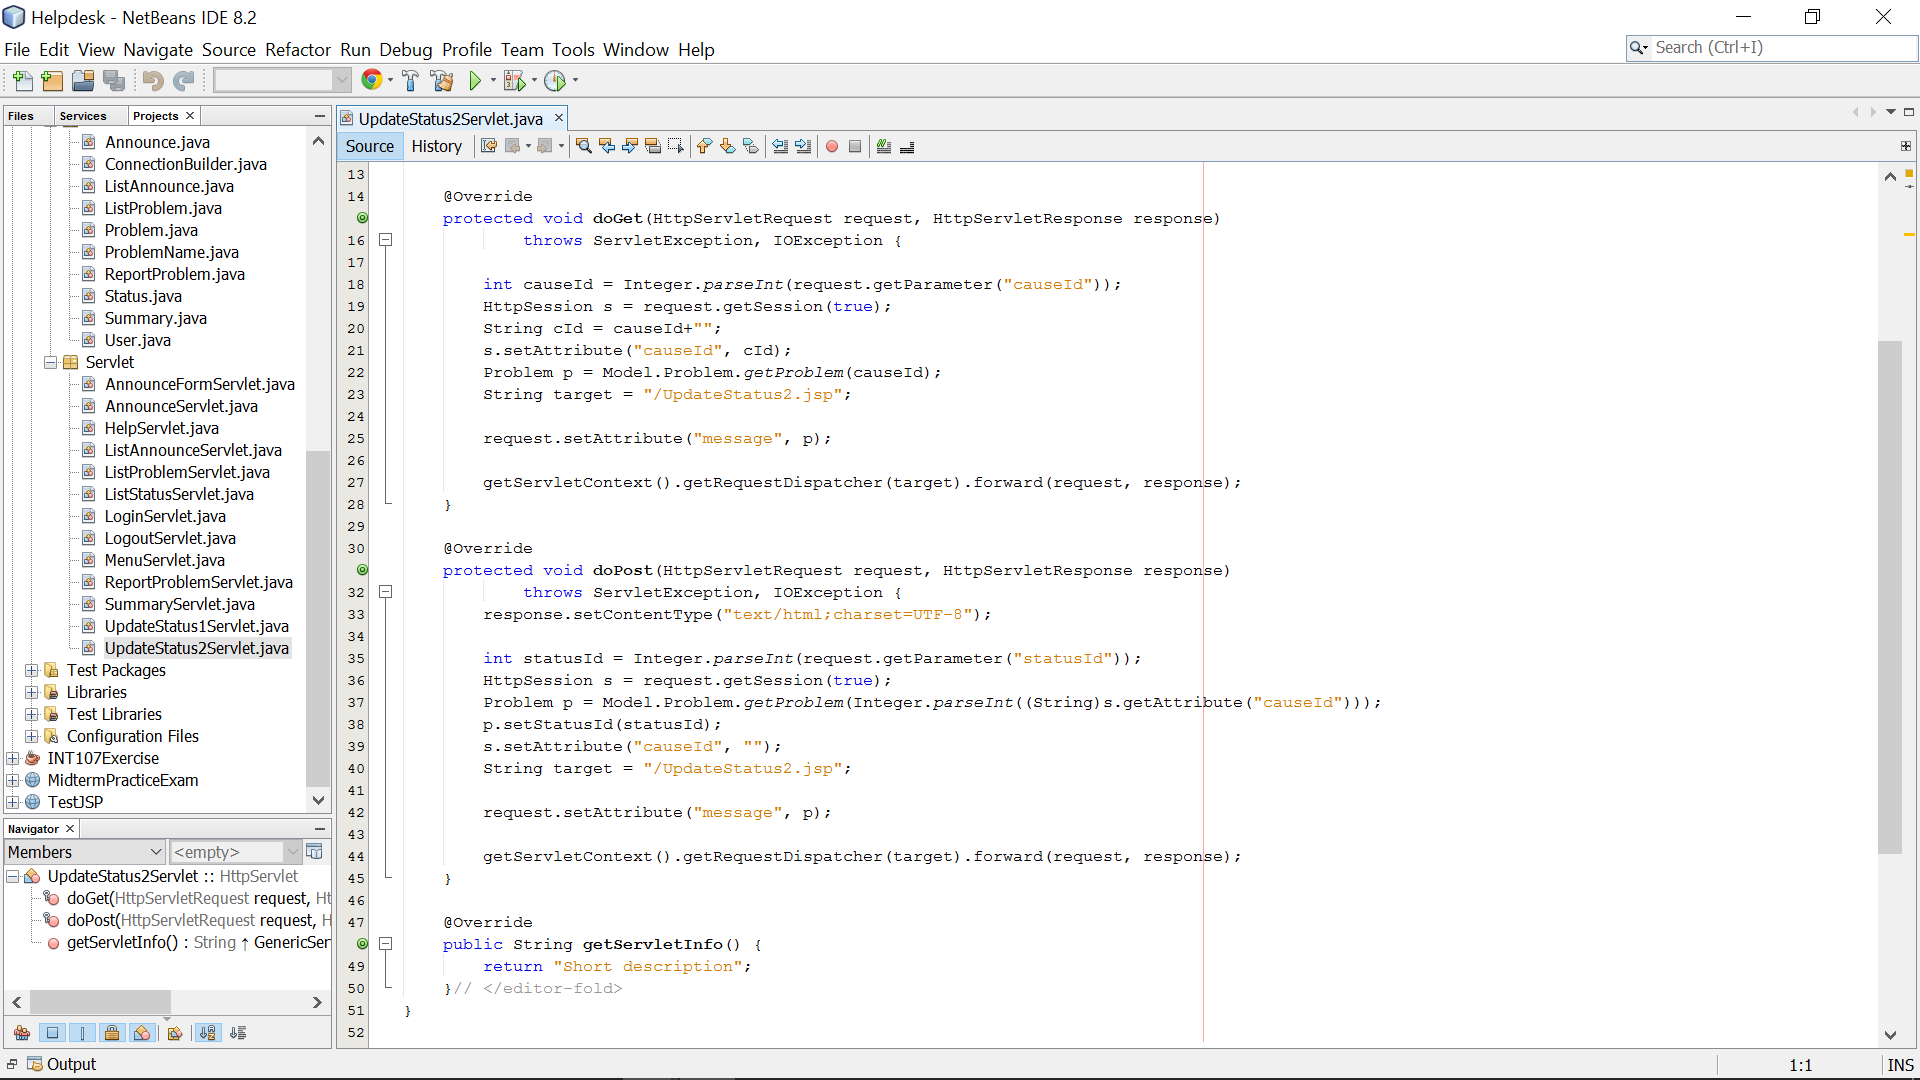 Helpdesk - NetBeans IDE 8.2
File Edit View Navigate Source Refactor Run Debug Profile Team Tools Window Help
Search (Ctrl+I)
Files Services Projects
Announce.java
ConnectionBuilder.java
ListAnnounce.java
ListProblem.java
Problem.java
ProblemName.java
ReportProblem.java
Status.java
Summary.java
User.java
Servlet
AnnounceFormServlet.java
AnnounceServlet.java
HelpServlet.java
ListAnnounceServlet.java
ListProblemServlet.java
ListStatusServlet.java
LoginServlet.java
LogoutServlet.java
MenuServlet.java
ReportProblemServlet.java
SummaryServlet.java
UpdateStatus1Servlet.java
UpdateStatus2Servlet.java
Test Packages
Libraries
Test Libraries
Configuration Files
INT107Exercise
MidtermPracticeExam
TestJSP
Navigator
Members <empty>
UpdateStatus2Servlet :: HttpServlet
doGet(HttpServletRequest request, Ht
doPost(HttpServletRequest request, H
getServletInfo() : String ↑ GenericSer
UpdateStatus2Servlet.java
Source History
13
14 @Override
protected void doGet(HttpServletRequest request, HttpServletResponse response)
16 throws ServletException, IOException {
17
18 int causeId = Integer.parseInt(request.getParameter("causeId"));
19 HttpSession s = request.getSession(true);
20 String cId = causeId+"";
21 s.setAttribute("causeId", cId);
22 Problem p = Model.Problem.getProblem(causeId);
23 String target = "/UpdateStatus2.jsp";
24
25 request.setAttribute("message", p);
26
27 getServletContext().getRequestDispatcher(target).forward(request, response);
28 }
29
30 @Override
protected void doPost(HttpServletRequest request, HttpServletResponse response)
32 throws ServletException, IOException {
33 response.setContentType("text/html;charset=UTF-8");
34
35 int statusId = Integer.parseInt(request.getParameter("statusId"));
36 HttpSession s = request.getSession(true);
37 Problem p = Model.Problem.getProblem(Integer.parseInt((String)s.getAttribute("causeId")));
38 p.setStatusId(statusId);
39 s.setAttribute("causeId", "");
40 String target = "/UpdateStatus2.jsp";
41
42 request.setAttribute("message", p);
43
44 getServletContext().getRequestDispatcher(target).forward(request, response);
45 }
46
47 @Override
public String getServletInfo() {
49 return "Short description";
50 }// </editor-fold>
51 }
52
Output
1:1 INS